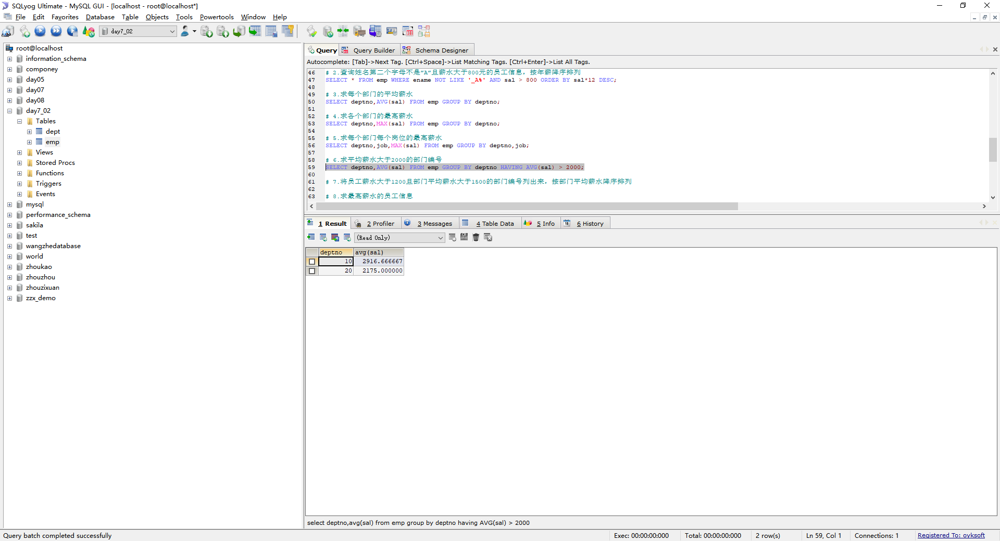 SQLyog Ultimate - MySQL GUI - [localhost - root@localhost*]
File Edit Favorites Database Table Objects Tools Powertools Window Help
day7_02
root@localhost
information_schema
componey
day05
day07
day08
day7_02
Tables
dept
emp
Views
Stored Procs
Functions
Triggers
Events
mysql
performance_schema
sakila
test
wangzhedatabase
world
zhoukao
zhouzhou
zhouzixuan
zzx_demo
Query Query Builder Schema Designer
Autocomplete: [Tab]->Next Tag. [Ctrl+Space]->List Matching Tags. [Ctrl+Enter]->List All Tags.
46 # 2.查询姓名第二个字母不是"A"且薪水大于800元的员工信息，按年薪降序排列
47 SELECT * FROM emp WHERE ename NOT LIKE '_A%' AND sal > 800 ORDER BY sal*12 DESC;
48
49 # 3.求每个部门的平均薪水
50 SELECT deptno,AVG(sal) FROM emp GROUP BY deptno;
51
52 # 4.求各个部门的最高薪水
53 SELECT deptno,MAX(sal) FROM emp GROUP BY deptno;
54
55 # 5.求每个部门每个岗位的最高薪水
56 SELECT deptno,job,MAX(sal) FROM emp GROUP BY deptno,job;
57
58 # 6.求平均薪水大于2000的部门编号
59 SELECT deptno,AVG(sal) FROM emp GROUP BY deptno HAVING AVG(sal) > 2000;
60
61 # 7.将员工薪水大于1200且部门平均薪水大于1500的部门编号列出来，按部门平均薪水降序排列
62
63 # 8.求最高薪水的员工信息
1 Result 2 Profiler 3 Messages 4 Table Data 5 Info 18 6 History
(Read Only)
deptno avg(sal)
10 2916.666667
20 2175.000000
select deptno,avg(sal) from emp group by deptno having AVG(sal) > 2000
Query batch completed successfully Exec: 00:00:00:000 Total: 00:00:00:000 2 row(s) Ln 59, Col 1 Connections: 1 Registered To: oyksoft